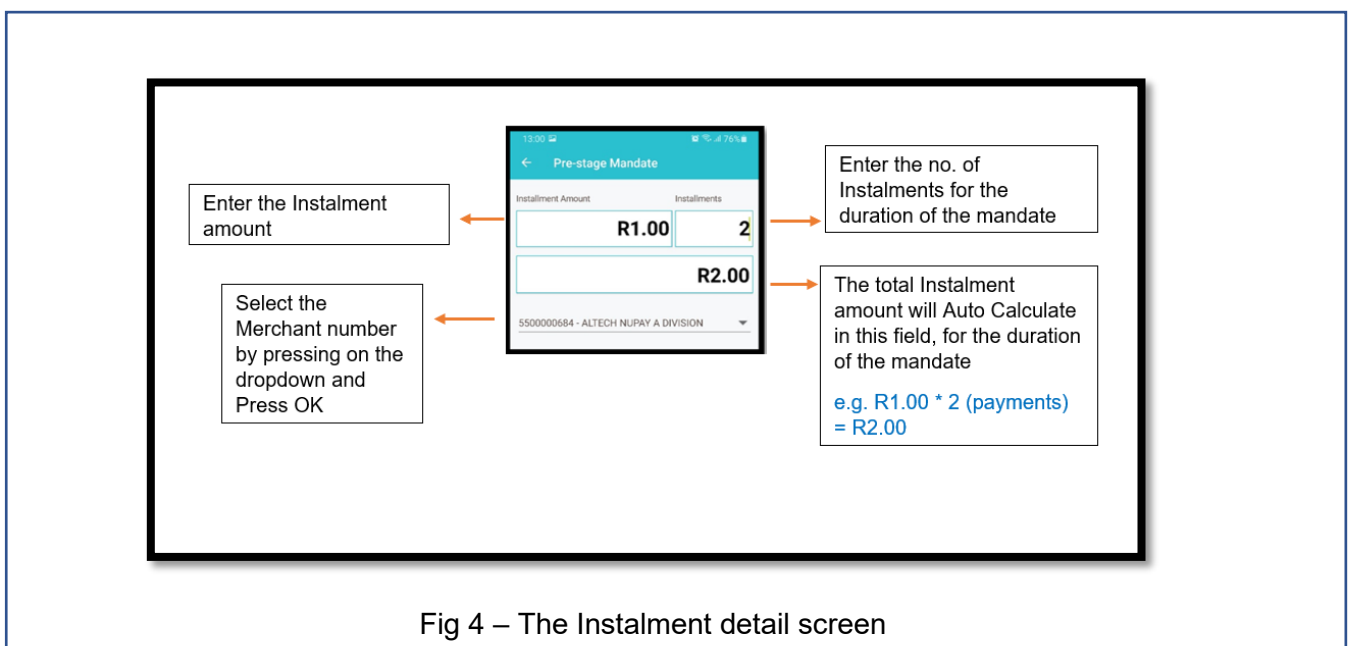 13:00
76%
Pre-stage Mandate
Installment Amount
Installments
R1.00
2
R2.00
5500000684 - ALTECH NUPAY A DIVISION
Enter the Instalment
amount
Select the
Merchant number
by pressing on the
dropdown and
Press OK
Enter the no. of
Instalments for the
duration of the mandate
The total Instalment
amount will Auto Calculate
in this field, for the duration
of the mandate
e.g. R1.00 * 2 (payments)
= R2.00
Fig 4 – The Instalment detail screen